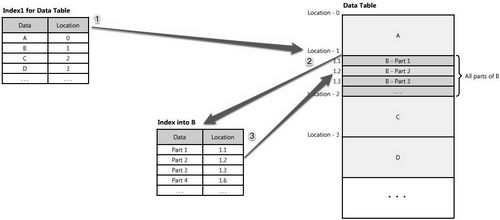 Index1 for Data Table
Data Location
A 0
B 1
C 2
D 3
. . . . . .
1
2
3
Index into B
Data Location
Part 1 1.1
Part 2 1.2
Part 3 1.3
Part 4 1.6
Data Table
Location - 0
A
Location - 1
1.1 B - Part 1
1.2 B - Part 2
1.3 B - Part 3
. . .
All parts of B
Location - 2
C
Location - 3
D
. . .